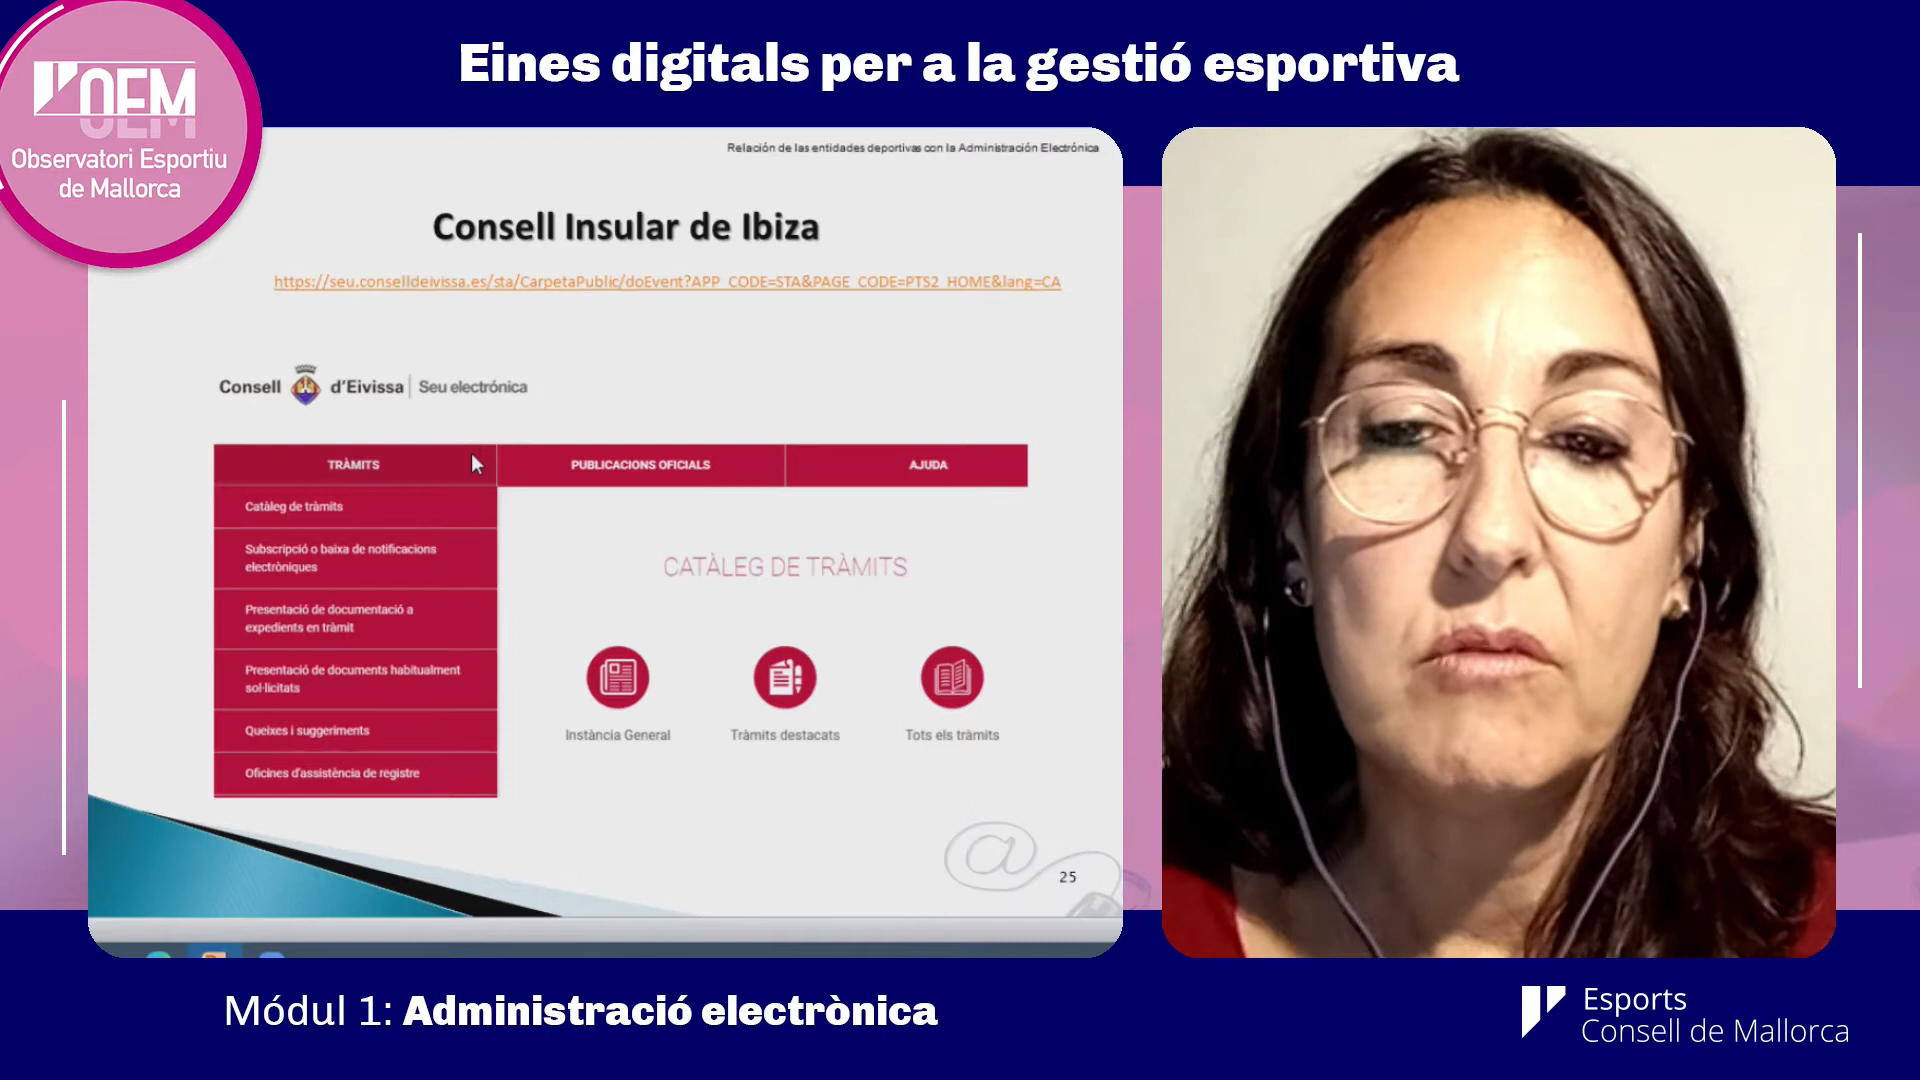 Eines digitals per a la gestió esportiva
OEM
Observatori Esportiu
de Mallorca
Relación de las entidades deportivas con la Administración Electrónica
Consell Insular de Ibiza
https://seu.conselldeivissa.es/sta/CarpetaPublic/doEvent?APP_CODE=STA&PAGE_CODE=PTS2_HOME&lang=CA
Consell d'Eivissa | Seu electrónica
TRÀMITS
PUBLICACIONS OFICIALS
AJUDA
Catàleg de tràmits
Subscripció o baixa de notificacions
electròniques
Presentació de documentació a
expedients en tràmit
Presentació de documents habitualment
sol·licitats
Queixes i suggeriments
Oficines d'assistència de registre
CATÀLEG DE TRÀMITS
Instància General
Tràmits destacats
Tots els tràmits
25
Módul 1: Administració electrònica
Esports
Consell de Mallorca